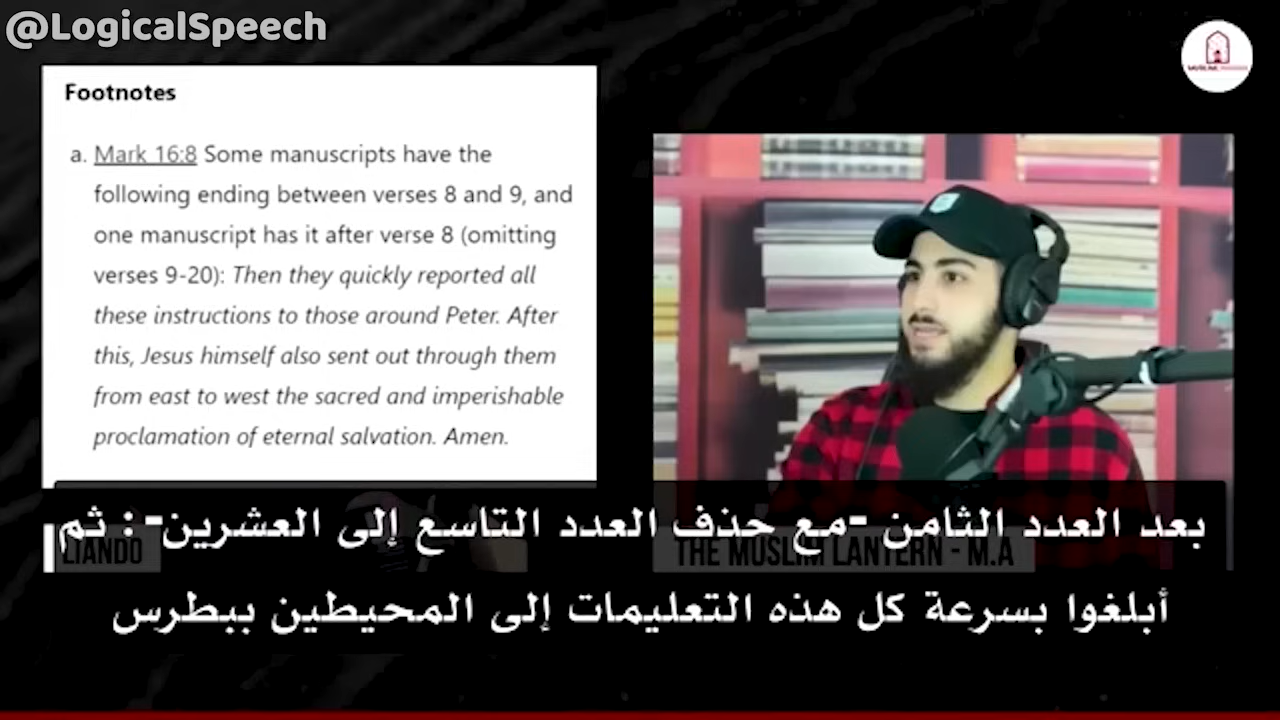 @LogicalSpeech
Footnotes
a. Mark 16:8 Some manuscripts have the
following ending between verses 8 and 9, and
one manuscript has it after verse 8 (omitting
verses 9-20): Then they quickly reported all
these instructions to those around Peter. After
this, Jesus himself also sent out through them
from east to west the sacred and imperishable
proclamation of eternal salvation. Amen.
LIANDO
THE MUSLIM LANTERN - M.A
بعد العدد الثامن -مع حذف العدد التاسع إلى العشرين- : ثم
أبلغوا بسرعة كل هذه التعليمات إلى المحيطين ببطرس